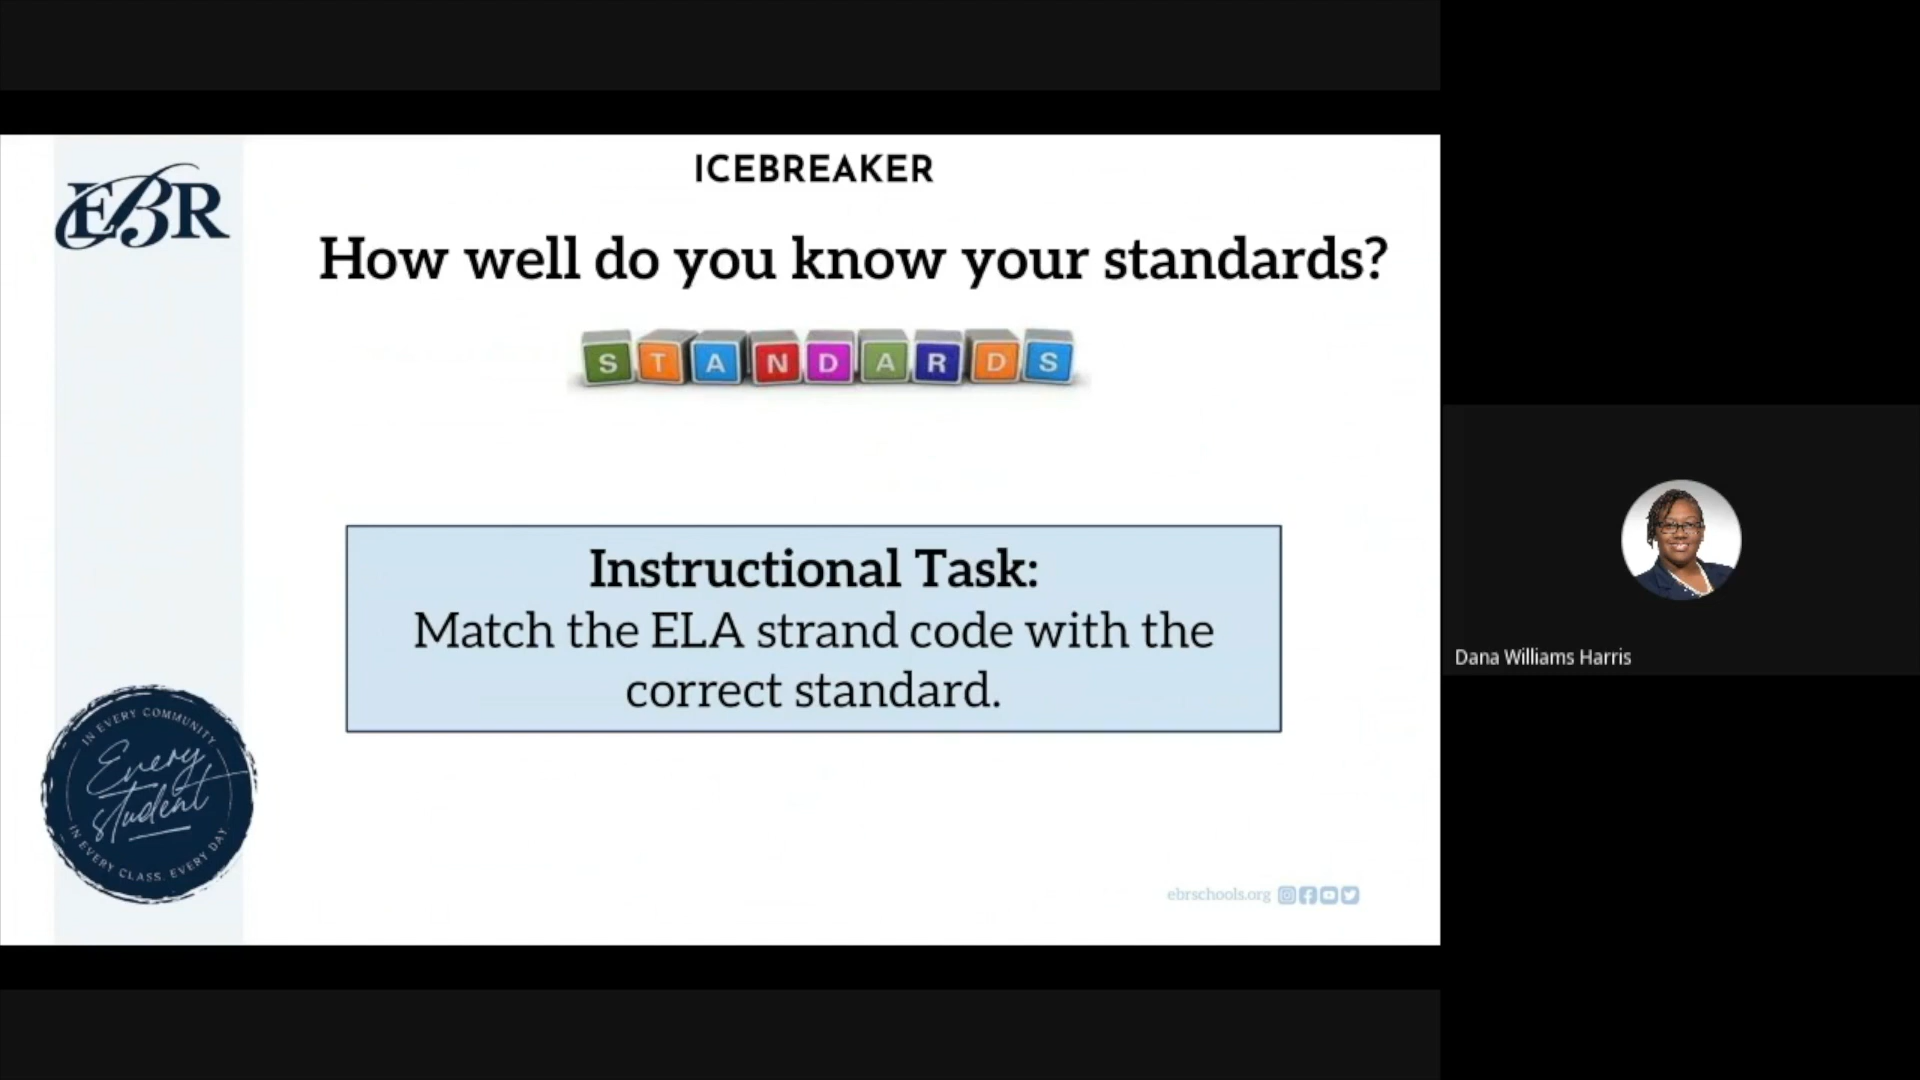 EBR
ICEBREAKER
How well do you know your standards?
STANDARDS
Instructional Task:
Match the ELA strand code with the
correct standard.
IN EVERY COMMUNITY
Every
student
IN EVERY CLASS, EVERY DAY
ebrschools.org
Dana Williams Harris